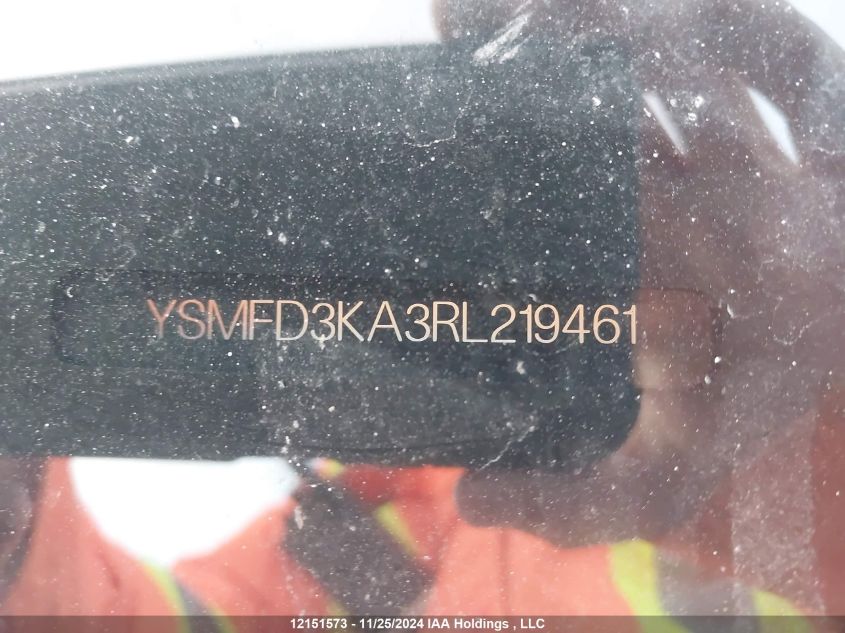 YSMFD3KA3RL219461
12151573 - 11/25/2024 IAA Holdings , LLC